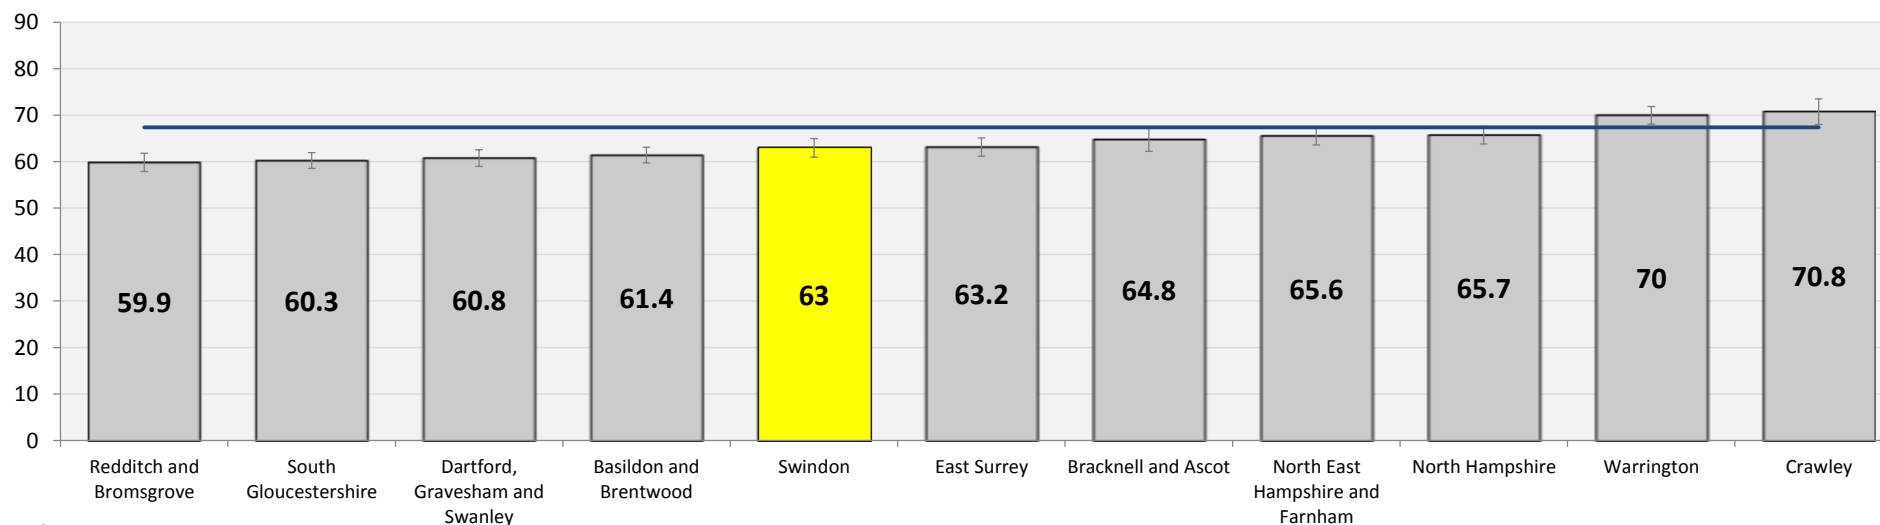 90
80
70
60
50
40
30
20
10
0
59.9
60.3
60.8
61.4
63
63.2
64.8
65.6
65.7
70
70.8
Redditch and
Bromsgrove
South
Gloucestershire
Dartford,
Gravesham and
Swanley
Basildon and
Brentwood
Swindon
East Surrey
Bracknell and Ascot
North East
Hampshire and
Farnham
North Hampshire
Warrington
Crawley